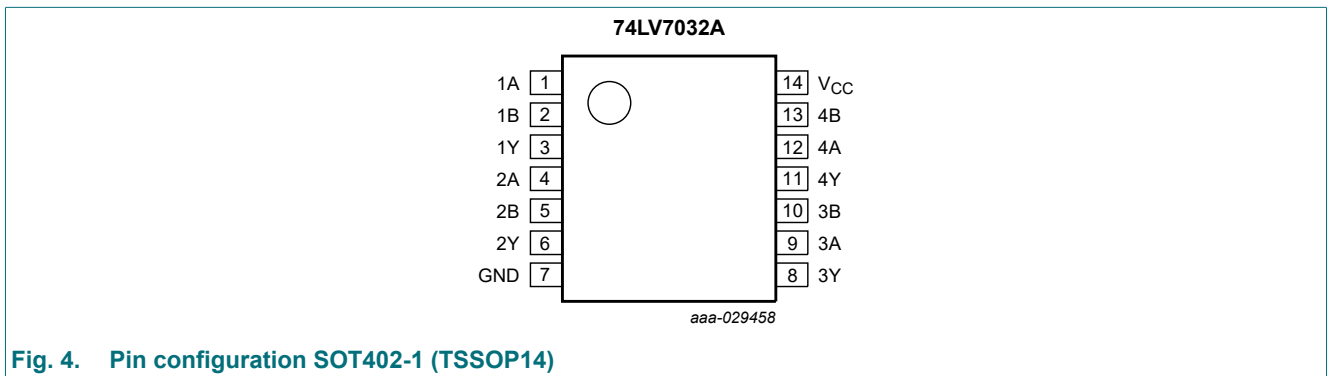 74LV7032A
1A 1 14 VCC
1B 2 13 4B
1Y 3 12 4A
2A 4 11 4Y
2B 5 10 3B
2Y 6 9 3A
GND 7 8 3Y
aaa-029458
Fig. 4. Pin configuration SOT402-1 (TSSOP14)